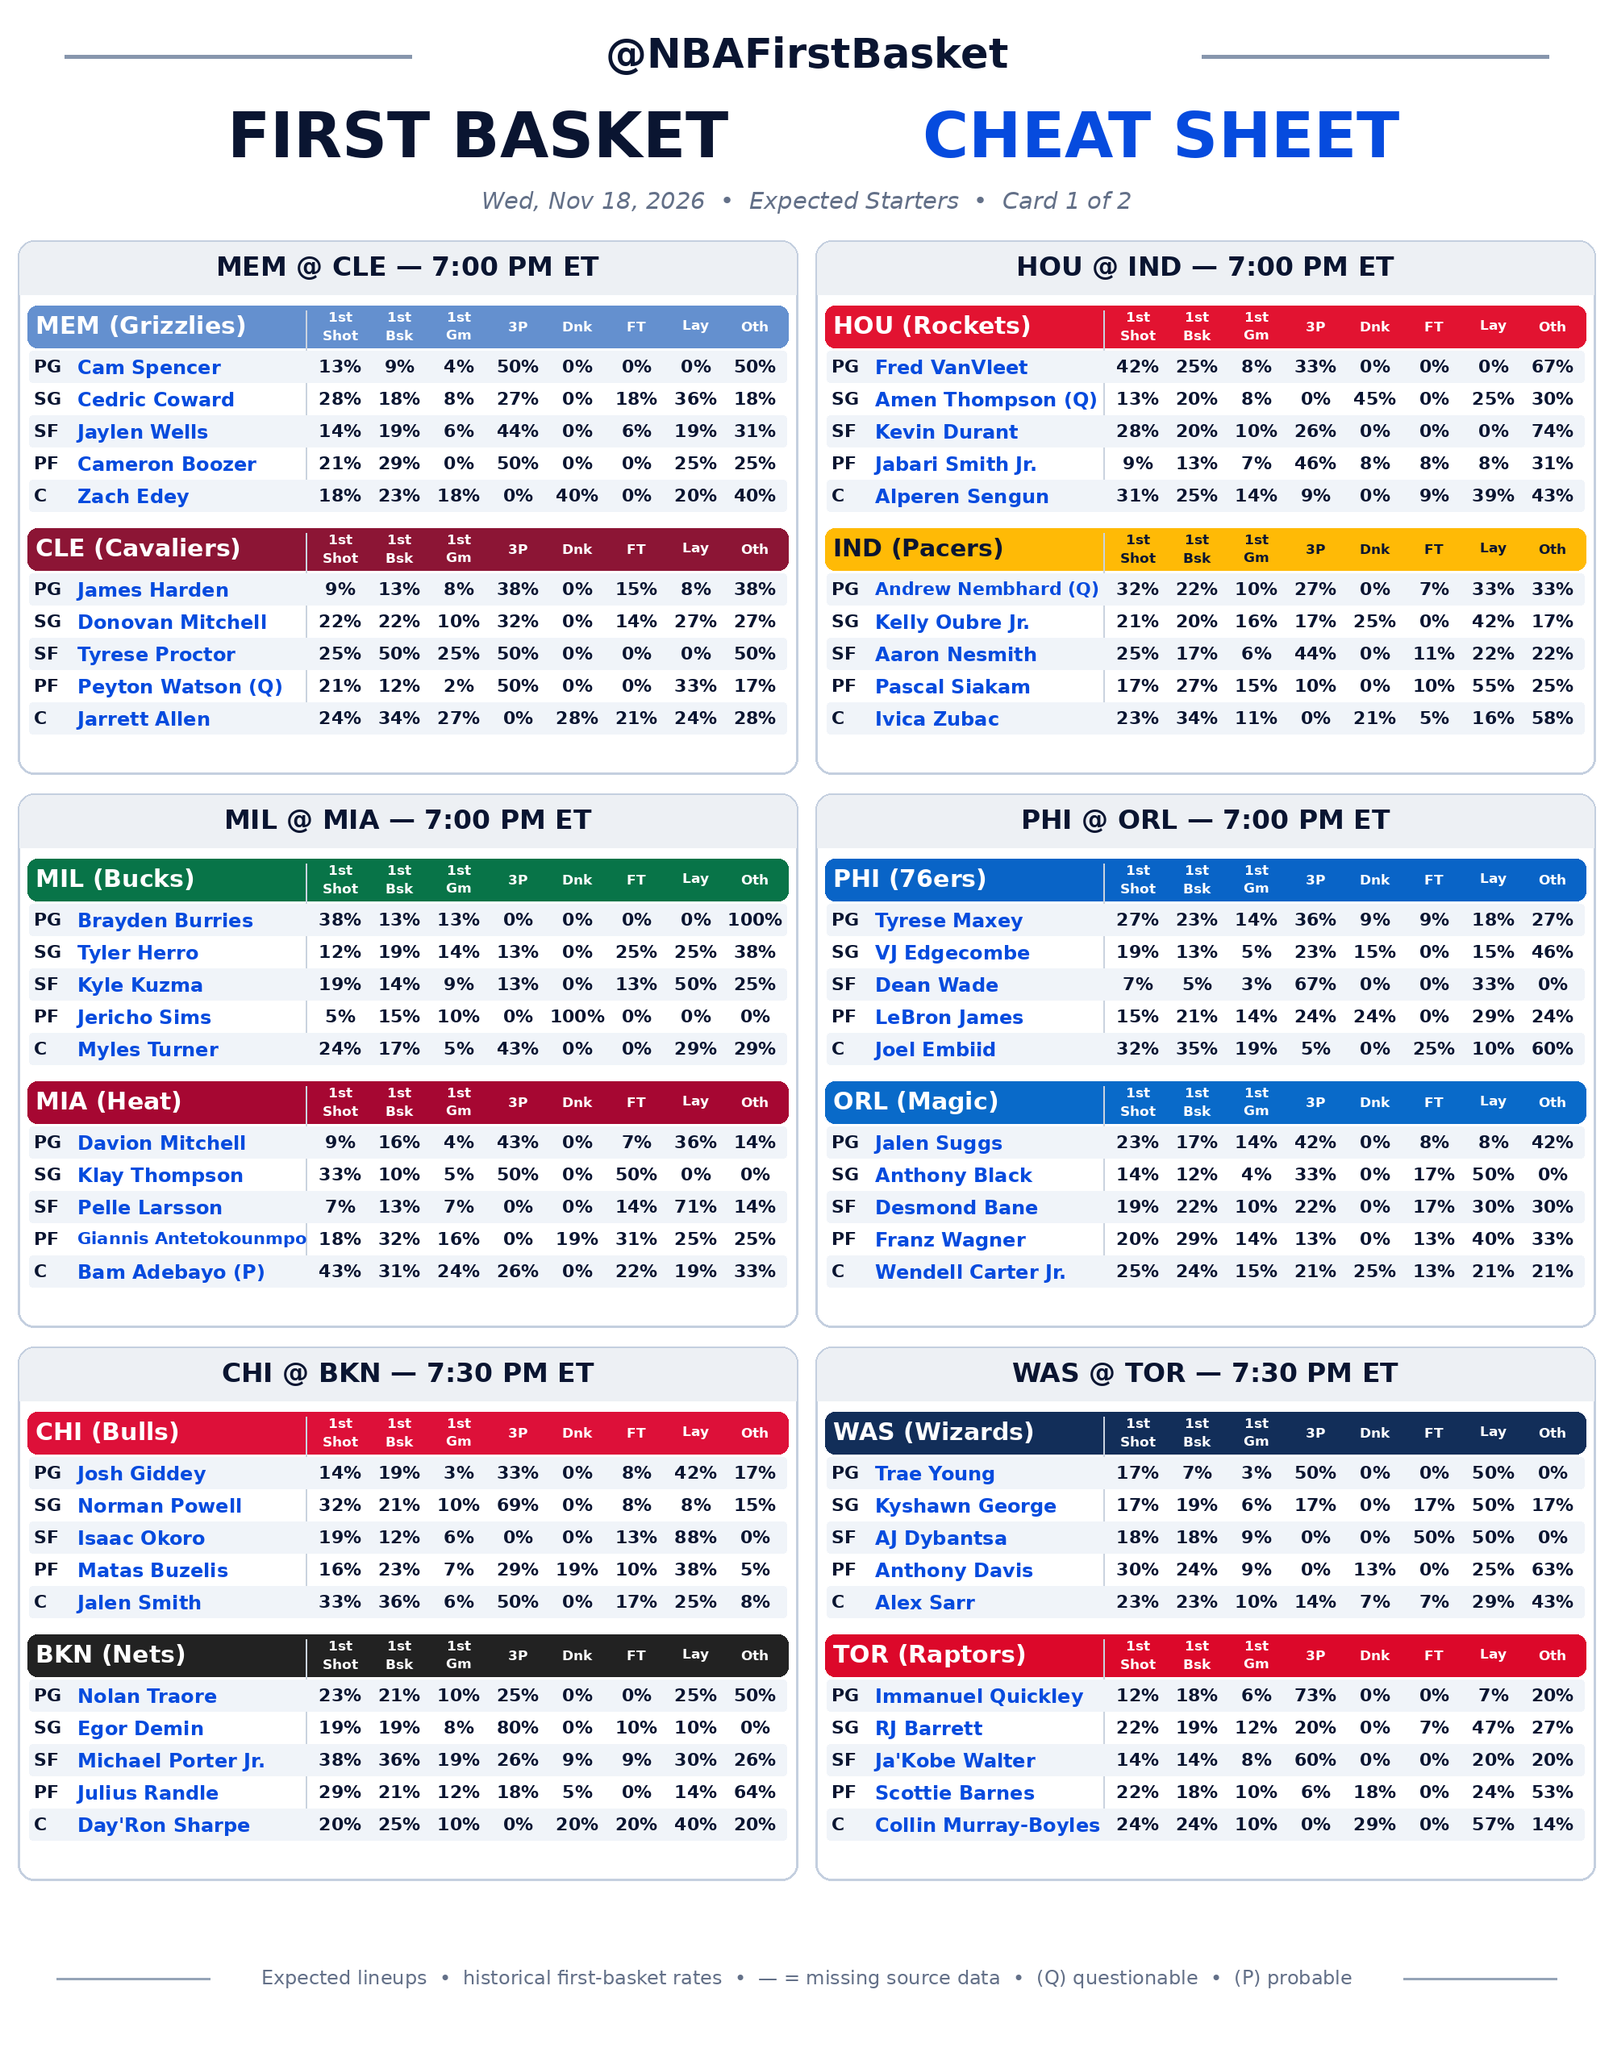 @NBAFirstBasket
FIRST BASKET CHEAT SHEET
Wed, Nov 18, 2026 • Expected Starters • Card 1 of 2
MEM @ CLE — 7:00 PM ET
MEM (Grizzlies) 1st Shot 1st Bsk 1st Gm 3P Dnk FT Lay Oth
PG Cam Spencer 13% 9% 4% 50% 0% 0% 0% 50%
SG Cedric Coward 28% 18% 8% 27% 0% 18% 36% 18%
SF Jaylen Wells 14% 19% 6% 44% 0% 6% 19% 31%
PF Cameron Boozer 21% 29% 0% 50% 0% 0% 25% 25%
C Zach Edey 18% 23% 18% 0% 40% 0% 20% 40%
CLE (Cavaliers) 1st Shot 1st Bsk 1st Gm 3P Dnk FT Lay Oth
PG James Harden 9% 13% 8% 38% 0% 15% 8% 38%
SG Donovan Mitchell 22% 22% 10% 32% 0% 14% 27% 27%
SF Tyrese Proctor 25% 50% 25% 50% 0% 0% 0% 50%
PF Peyton Watson (Q) 21% 12% 2% 50% 0% 0% 33% 17%
C Jarrett Allen 24% 34% 27% 0% 28% 21% 24% 28%
HOU @ IND — 7:00 PM ET
HOU (Rockets) 1st Shot 1st Bsk 1st Gm 3P Dnk FT Lay Oth
PG Fred VanVleet 42% 25% 8% 33% 0% 0% 0% 67%
SG Amen Thompson (Q) 13% 20% 8% 0% 45% 0% 25% 30%
SF Kevin Durant 28% 20% 10% 26% 0% 0% 0% 74%
PF Jabari Smith Jr. 9% 13% 7% 46% 8% 8% 8% 31%
C Alperen Sengun 31% 25% 14% 9% 0% 9% 39% 43%
IND (Pacers) 1st Shot 1st Bsk 1st Gm 3P Dnk FT Lay Oth
PG Andrew Nembhard (Q) 32% 22% 10% 27% 0% 7% 33% 33%
SG Kelly Oubre Jr. 21% 20% 16% 17% 25% 0% 42% 17%
SF Aaron Nesmith 25% 17% 6% 44% 0% 11% 22% 22%
PF Pascal Siakam 17% 27% 15% 10% 0% 10% 55% 25%
C Ivica Zubac 23% 34% 11% 0% 21% 5% 16% 58%
MIL @ MIA — 7:00 PM ET
MIL (Bucks) 1st Shot 1st Bsk 1st Gm 3P Dnk FT Lay Oth
PG Brayden Burries 38% 13% 13% 0% 0% 0% 0% 100%
SG Tyler Herro 12% 19% 14% 13% 0% 25% 25% 38%
SF Kyle Kuzma 19% 14% 9% 13% 0% 13% 50% 25%
PF Jericho Sims 5% 15% 10% 0% 100% 0% 0% 0%
C Myles Turner 24% 17% 5% 43% 0% 0% 29% 29%
MIA (Heat) 1st Shot 1st Bsk 1st Gm 3P Dnk FT Lay Oth
PG Davion Mitchell 9% 16% 4% 43% 0% 7% 36% 14%
SG Klay Thompson 33% 10% 5% 50% 0% 50% 0% 0%
SF Pelle Larsson 7% 13% 7% 0% 0% 14% 71% 14%
PF Giannis Antetokounmpo 18% 32% 16% 0% 19% 31% 25% 25%
C Bam Adebayo (P) 43% 31% 24% 26% 0% 22% 19% 33%
PHI @ ORL — 7:00 PM ET
PHI (76ers) 1st Shot 1st Bsk 1st Gm 3P Dnk FT Lay Oth
PG Tyrese Maxey 27% 23% 14% 36% 9% 9% 18% 27%
SG VJ Edgecombe 19% 13% 5% 23% 15% 0% 15% 46%
SF Dean Wade 7% 5% 3% 67% 0% 0% 33% 0%
PF LeBron James 15% 21% 14% 24% 24% 0% 29% 24%
C Joel Embiid 32% 35% 19% 5% 0% 25% 10% 60%
ORL (Magic) 1st Shot 1st Bsk 1st Gm 3P Dnk FT Lay Oth
PG Jalen Suggs 23% 17% 14% 42% 0% 8% 8% 42%
SG Anthony Black 14% 12% 4% 33% 0% 17% 50% 0%
SF Desmond Bane 19% 22% 10% 22% 0% 17% 30% 30%
PF Franz Wagner 20% 29% 14% 13% 0% 13% 40% 33%
C Wendell Carter Jr. 25% 24% 15% 21% 25% 13% 21% 21%
CHI @ BKN — 7:30 PM ET
CHI (Bulls) 1st Shot 1st Bsk 1st Gm 3P Dnk FT Lay Oth
PG Josh Giddey 14% 19% 3% 33% 0% 8% 42% 17%
SG Norman Powell 32% 21% 10% 69% 0% 8% 8% 15%
SF Isaac Okoro 19% 12% 6% 0% 0% 13% 88% 0%
PF Matas Buzelis 16% 23% 7% 29% 19% 10% 38% 5%
C Jalen Smith 33% 36% 6% 50% 0% 17% 25% 8%
BKN (Nets) 1st Shot 1st Bsk 1st Gm 3P Dnk FT Lay Oth
PG Nolan Traore 23% 21% 10% 25% 0% 0% 25% 50%
SG Egor Demin 19% 19% 8% 80% 0% 10% 10% 0%
SF Michael Porter Jr. 38% 36% 19% 26% 9% 9% 30% 26%
PF Julius Randle 29% 21% 12% 18% 5% 0% 14% 64%
C Day'Ron Sharpe 20% 25% 10% 0% 20% 20% 40% 20%
WAS @ TOR — 7:30 PM ET
WAS (Wizards) 1st Shot 1st Bsk 1st Gm 3P Dnk FT Lay Oth
PG Trae Young 17% 7% 3% 50% 0% 0% 50% 0%
SG Kyshawn George 17% 19% 6% 17% 0% 17% 50% 17%
SF AJ Dybantsa 18% 18% 9% 0% 0% 50% 50% 0%
PF Anthony Davis 30% 24% 9% 0% 13% 0% 25% 63%
C Alex Sarr 23% 23% 10% 14% 7% 7% 29% 43%
TOR (Raptors) 1st Shot 1st Bsk 1st Gm 3P Dnk FT Lay Oth
PG Immanuel Quickley 12% 18% 6% 73% 0% 0% 7% 20%
SG RJ Barrett 22% 19% 12% 20% 0% 7% 47% 27%
SF Ja'Kobe Walter 14% 14% 8% 60% 0% 0% 20% 20%
PF Scottie Barnes 22% 18% 10% 6% 18% 0% 24% 53%
C Collin Murray-Boyles 24% 24% 10% 0% 29% 0% 57% 14%
Expected lineups • historical first-basket rates • — = missing source data • (Q) questionable • (P) probable